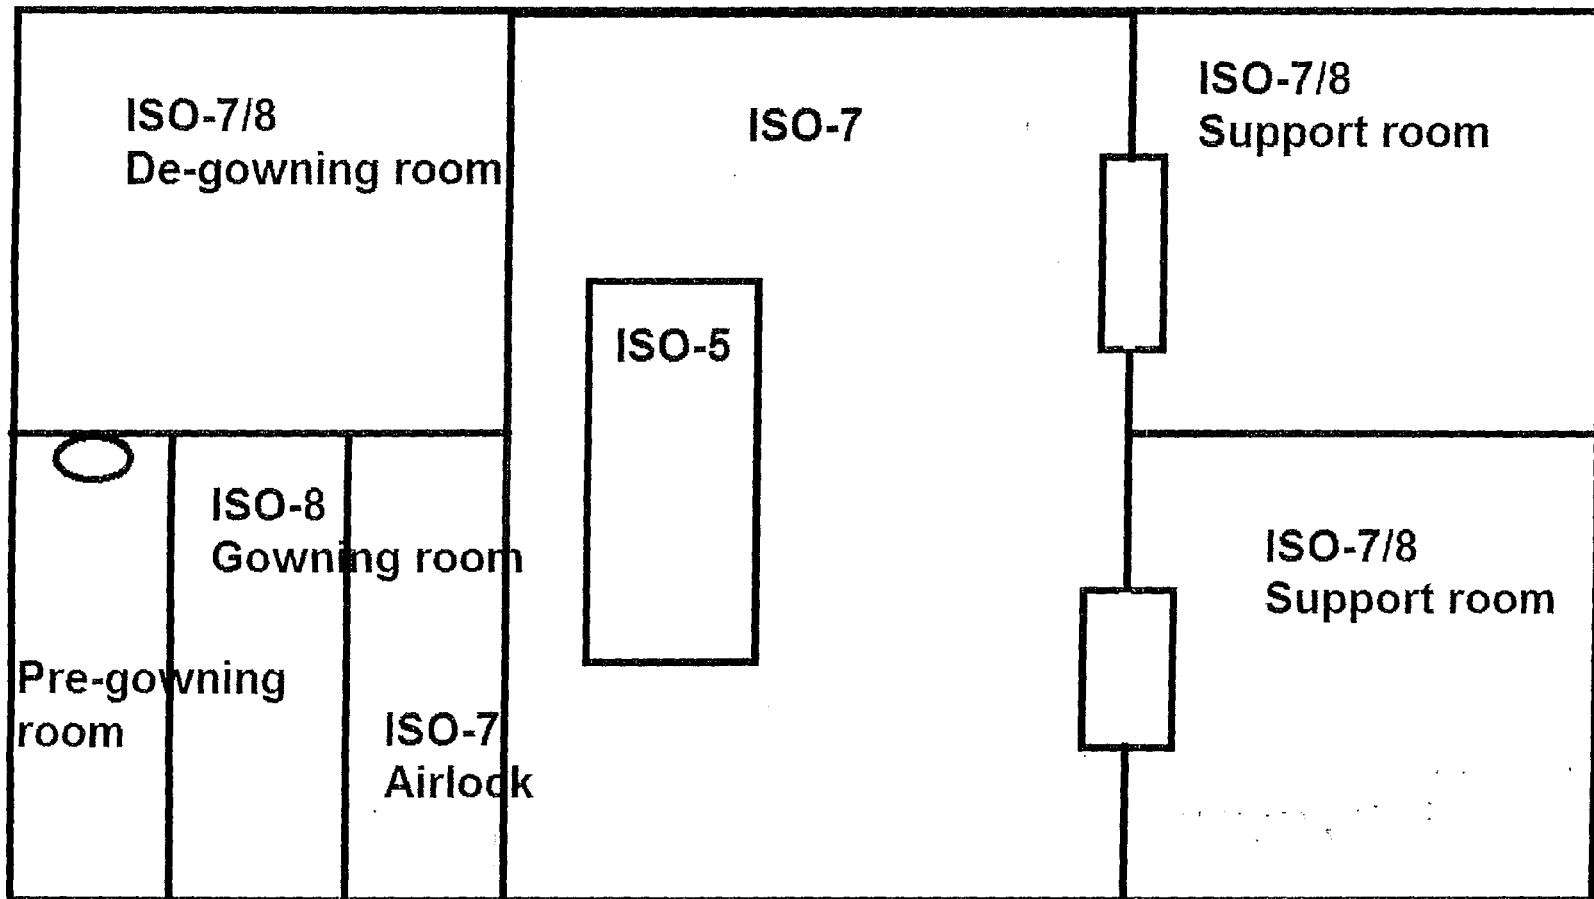 ISO-7/8
De-gowning room
ISO-7
ISO-7/8
Support room
ISO-5
ISO-8
Gowning room
Pre-gowning
room
ISO-7
Airlock
ISO-7/8
Support room